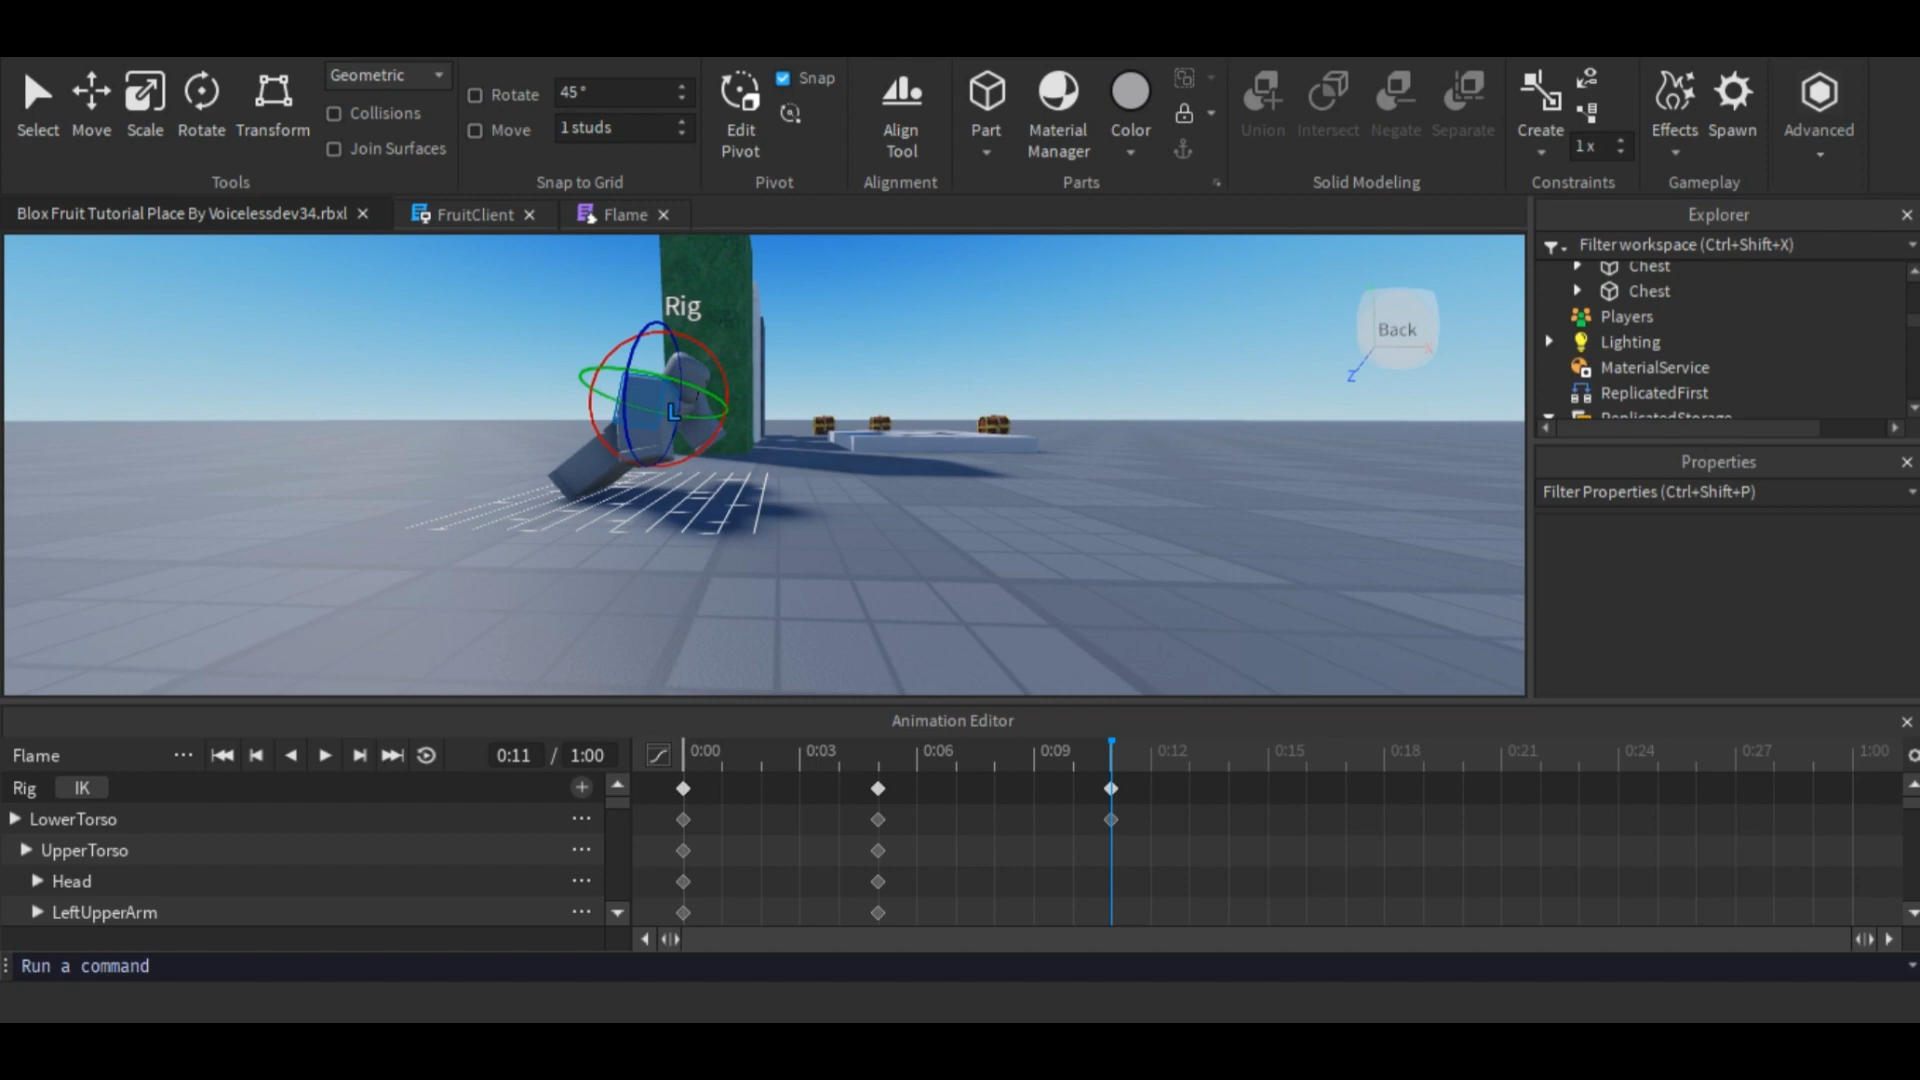 Select Move Scale Rotate Transform
Geometric
Collisions
Join Surfaces
Tools
Rotate 45°
Move 1 studs
Snap to Grid
Edit Pivot
Snap
Pivot
Align Tool
Alignment
Part
Material Manager
Color
Parts
Union Intersect Negate Separate
Solid Modeling
Create
1x
Constraints
Effects Spawn
Gameplay
Advanced
Blox Fruit Tutorial Place By Voicelessdev34.rbxl
FruitClient
Flame
Rig
L
Back
X
Z
Explorer
Filter workspace (Ctrl+Shift+X)
Chest
Chest
Players
Lighting
MaterialService
ReplicatedFirst
ReplicatedStorage
Properties
Filter Properties (Ctrl+Shift+P)
Animation Editor
Flame
0:11 / 1:00
0:00 0:03 0:06 0:09 0:12 0:15 0:18 0:21 0:24 0:27 1:00
Rig IK
LowerTorso
UpperTorso
Head
LeftUpperArm
Run a command